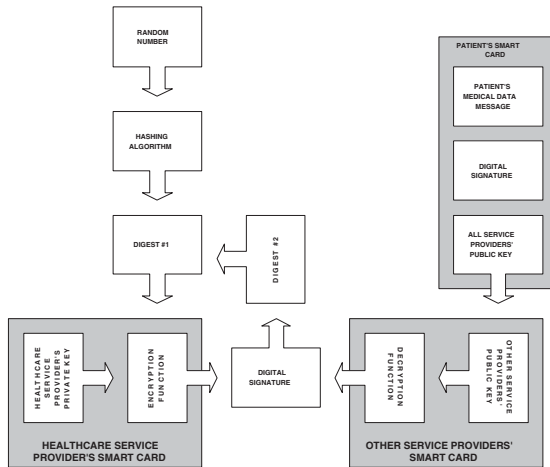 RANDOM
NUMBER
HASHING
ALGORITHM
DIGEST #1
DIGEST #2
PATIENT'S SMART
CARD
PATIENT'S
MEDICAL DATA
MESSAGE
DIGITAL
SIGNATURE
ALL SERVICE
PROVIDERS'
PUBLIC KEY
HEALTHCARE
SERVICE
PROVIDER'S
PRIVATE KEY
ENCRYPTION
FUNCTION
DIGITAL
SIGNATURE
DECRYPTION
FUNCTION
OTHER SERVICE
PROVIDERS'
PUBLIC KEY
HEALTHCARE SERVICE
PROVIDER'S SMART CARD
OTHER SERVICE PROVIDERS'
SMART CARD